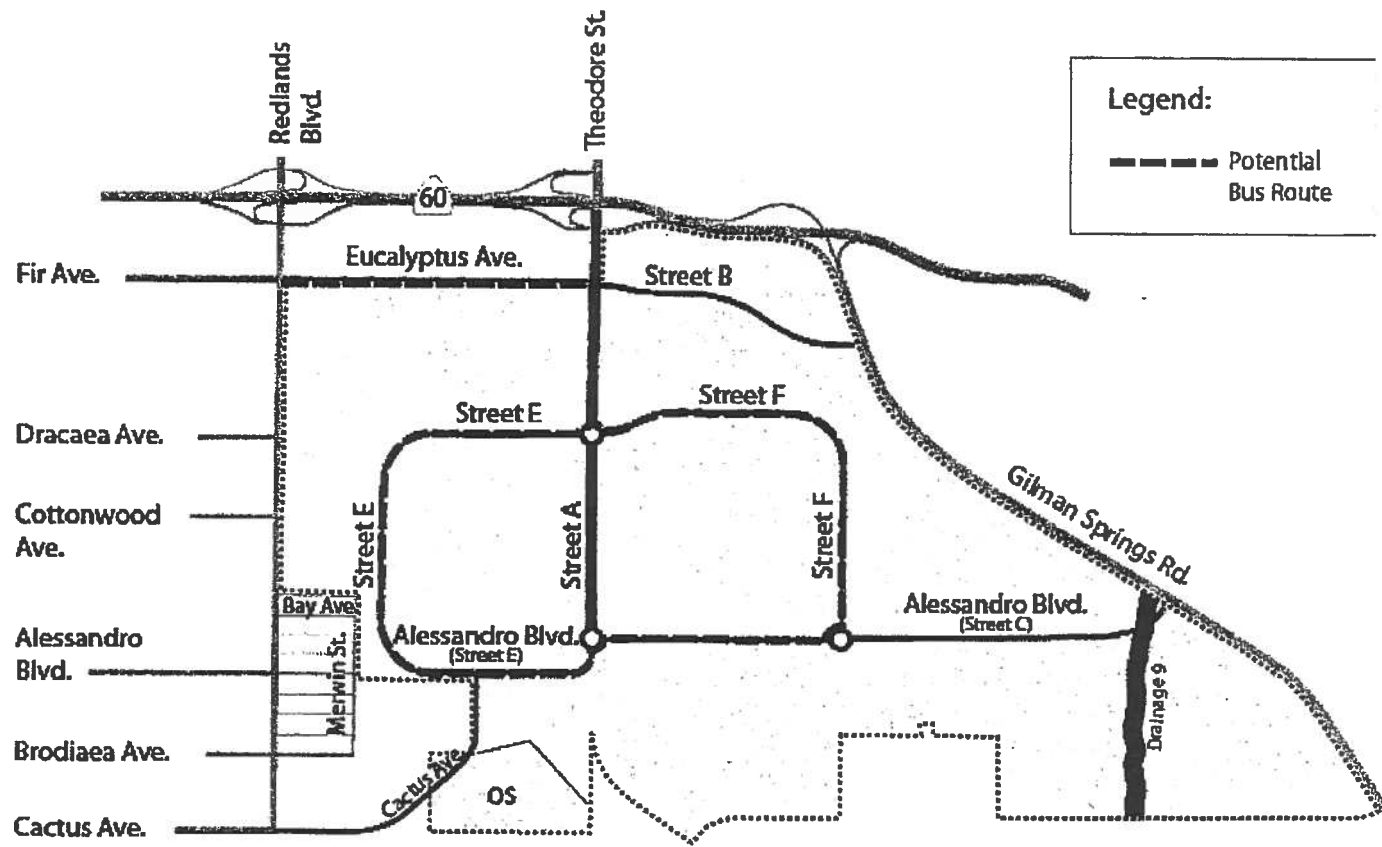 Redlands
Blvd.
Theodore St.
Legend:
Potential
Bus Route
60
Fir Ave.
Eucalyptus Ave.
Street B
Dracaea Ave.
Street E
Street F
Cottonwood
Ave.
Street E
Street A
Street F
Gilman Springs Rd.
Bay Ave.
Alessandro
Blvd.
Merwin St.
Alessandro Blvd.
(Street E)
Alessandro Blvd.
(Street C)
Drainage 9
Brodiaea Ave.
Cactus Ave.
OS
Cactus Ave.